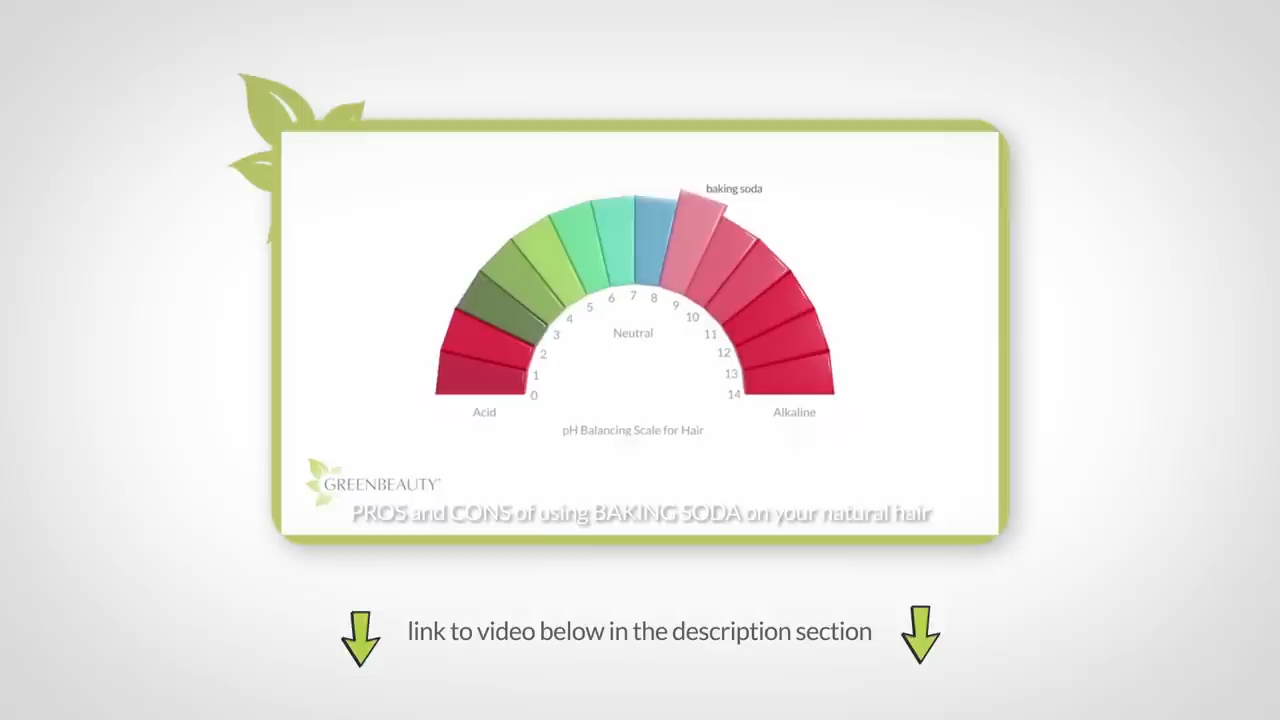 baking soda
0
1
2
3
4
5
6
7
8
9
10
11
12
13
14
Neutral
Acid
Alkaline
pH Balancing Scale for Hair
GREENBEAUTY™
PROS and CONS of using BAKING SODA on your natural hair
link to video below in the description section